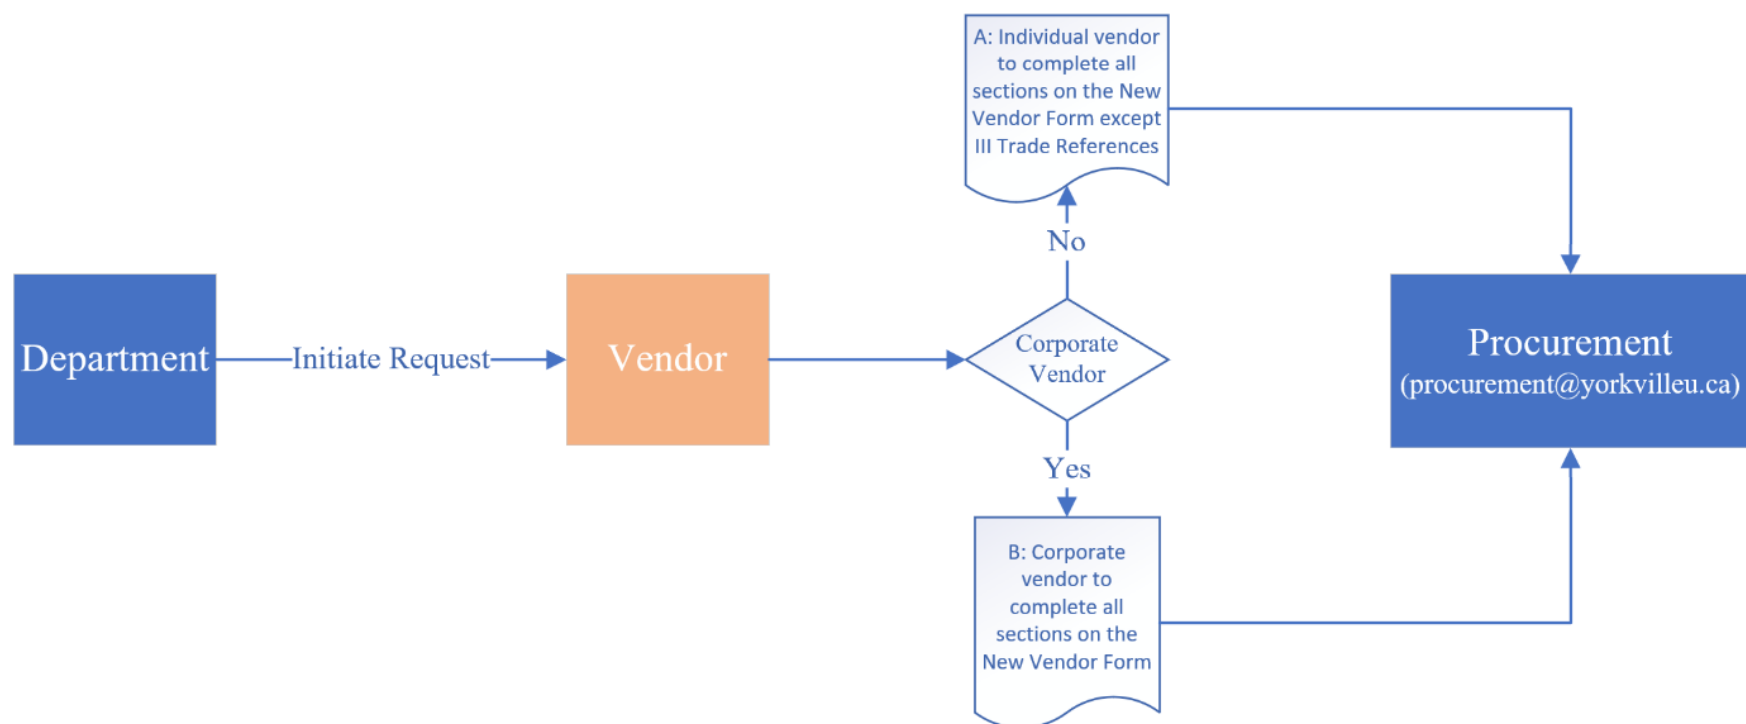 Department
Initiate Request
Vendor
Corporate
Vendor
No
A: Individual vendor
to complete all
sections on the New
Vendor Form except
III Trade References
Yes
B: Corporate
vendor to
complete all
sections on the
New Vendor Form
Procurement
(procurement@yorkvilleu.ca)